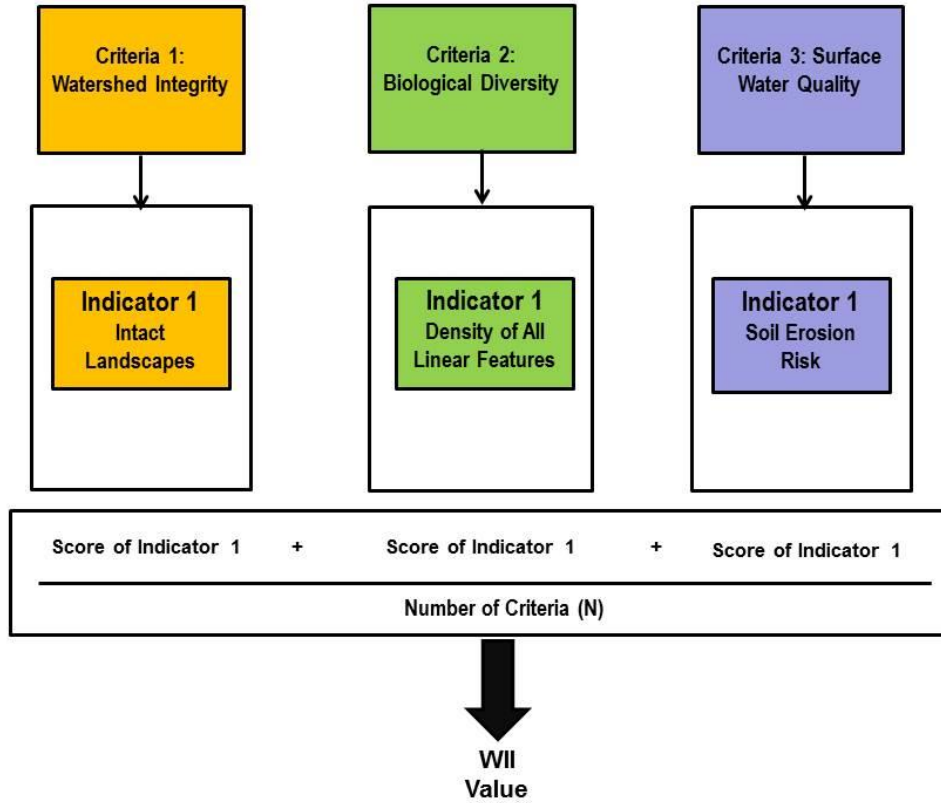 Criteria 1:
Watershed Integrity
Criteria 2:
Biological Diversity
Criteria 3: Surface
Water Quality
Indicator 1
Intact
Landscapes
Indicator 1
Density of All
Linear Features
Indicator 1
Soil Erosion
Risk
Score of Indicator 1 + Score of Indicator 1 + Score of Indicator 1
Number of Criteria (N)
WII
Value